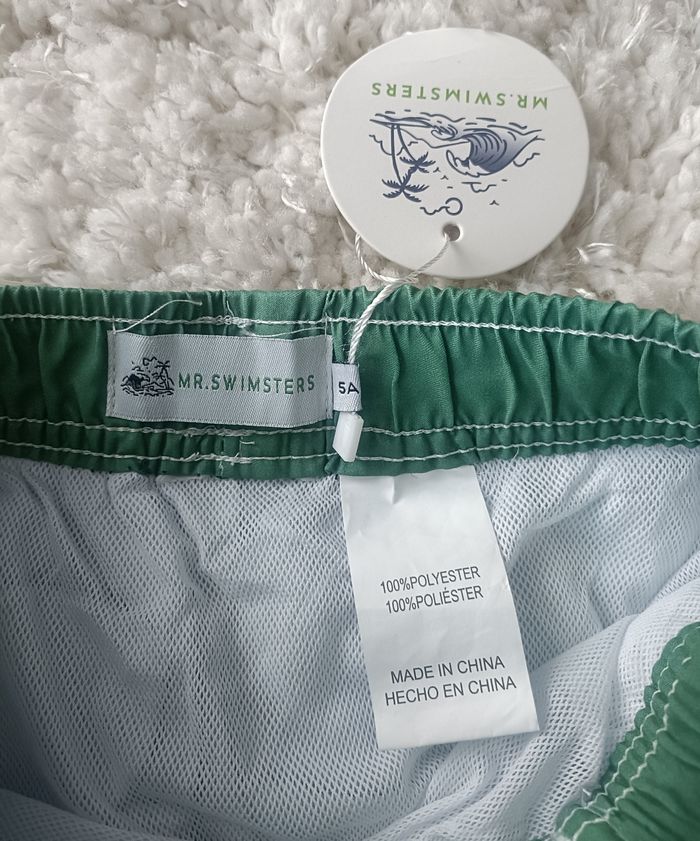 MR.SWIMSTERS
MR.SWIMSTERS
5A
100%POLYESTER
100%POLIÉSTER
MADE IN CHINA
HECHO EN CHINA